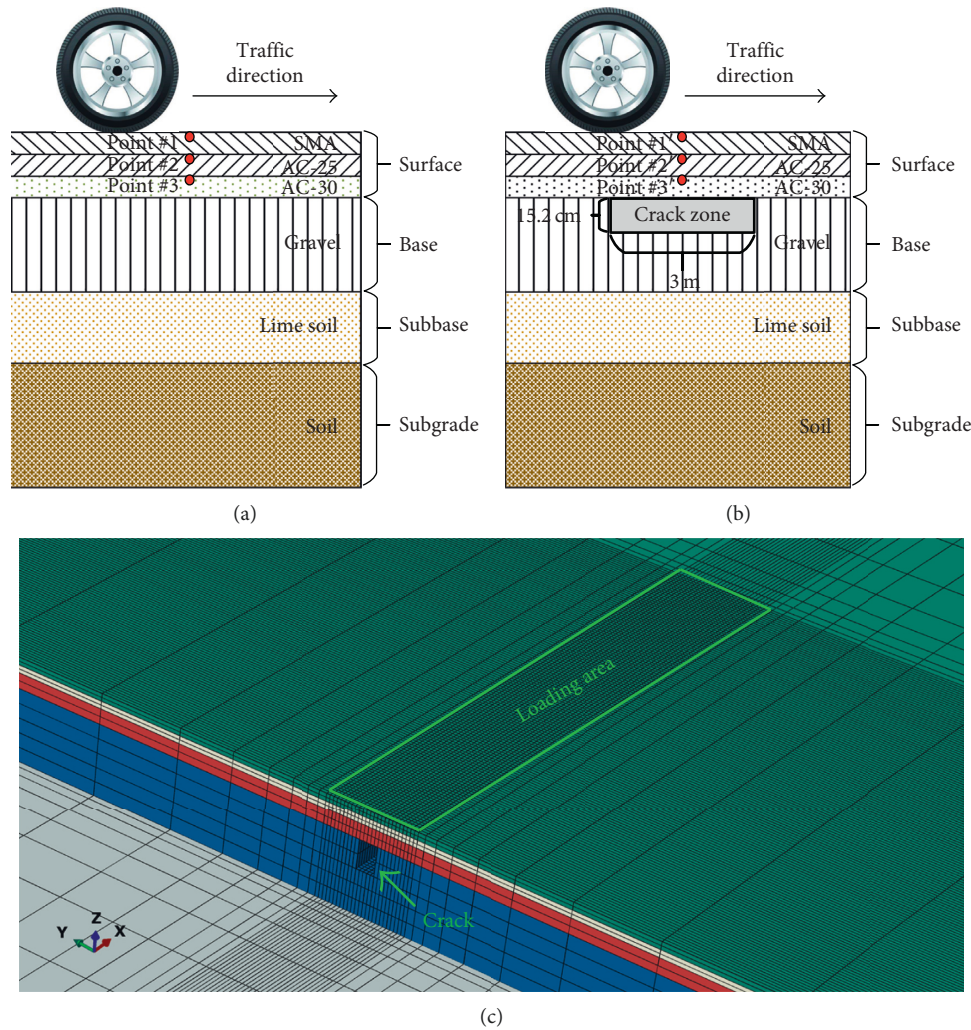 Traffic
direction
Point #1
SMA
Point #2
AC-25
Point #3
AC-30
Surface
Gravel
Base
Lime soil
Subbase
Soil
Subgrade
(a)
Traffic
direction
Point #1
SMA
Point #2
AC-25
Point #3
AC-30
Surface
15.2 cm
Crack zone
Gravel
Base
3 m
Lime soil
Subbase
Soil
Subgrade
(b)
Loading area
Crack
Y
Z
X
(c)